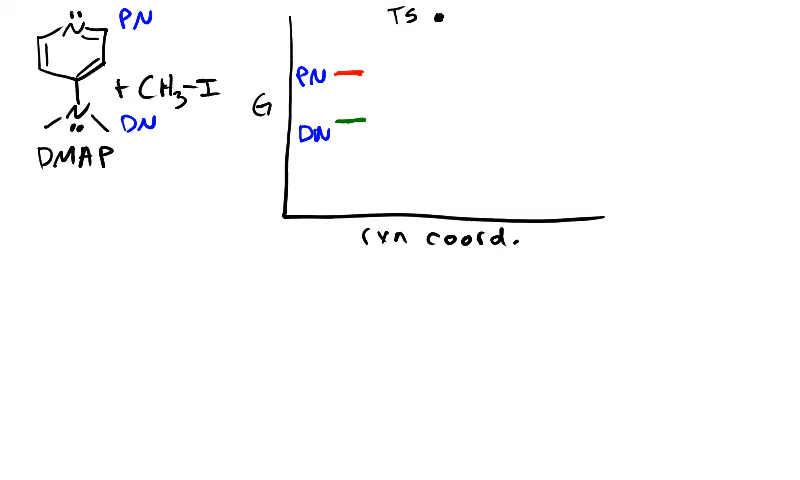 N̈ PN
+ CH₃-I
N̈ DN
DMAP
TS
PN
G
DN
rxn coord.